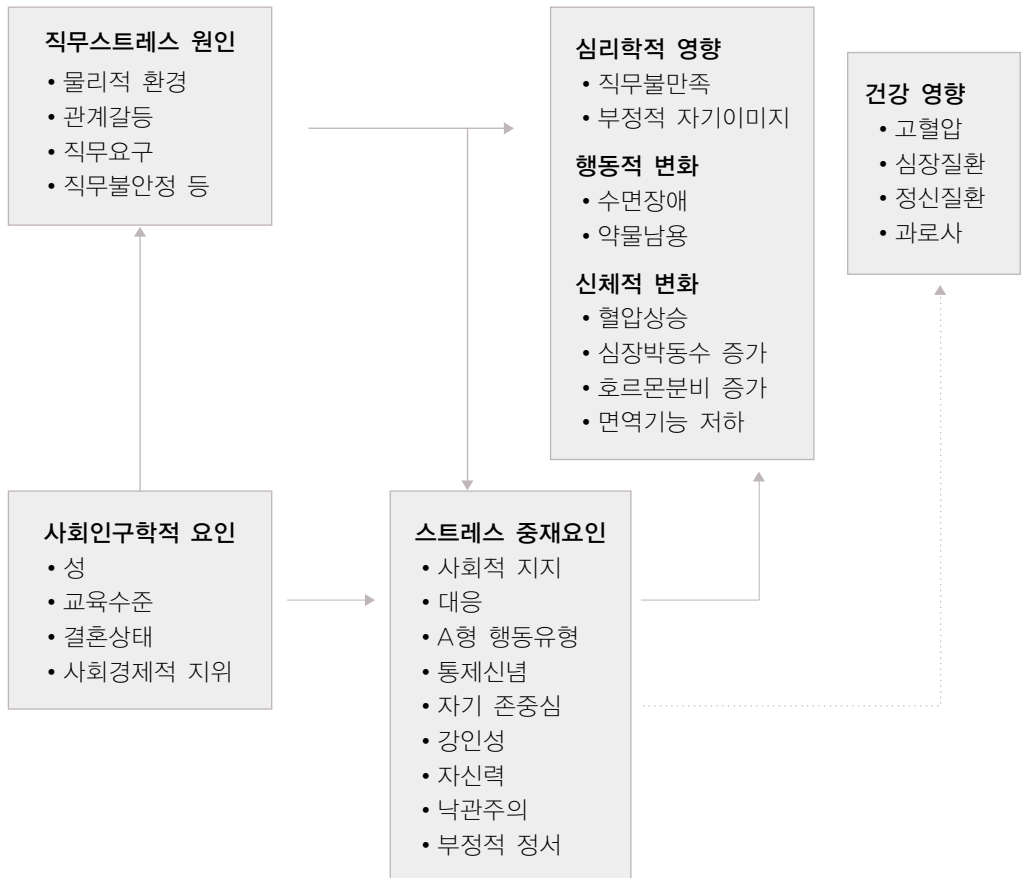 직무스트레스 원인
• 물리적 환경
• 관계갈등
• 직무요구
• 직무불안정 등
심리학적 영향
• 직무불만족
• 부정적 자기이미지
행동적 변화
• 수면장애
• 약물남용
신체적 변화
• 혈압상승
• 심장박동수 증가
• 호르몬분비 증가
• 면역기능 저하
건강 영향
• 고혈압
• 심장질환
• 정신질환
• 과로사
사회인구학적 요인
• 성
• 교육수준
• 결혼상태
• 사회경제적 지위
스트레스 중재요인
• 사회적 지지
• 대응
• A형 행동유형
• 통제신념
• 자기 존중심
• 강인성
• 자신력
• 낙관주의
• 부정적 정서